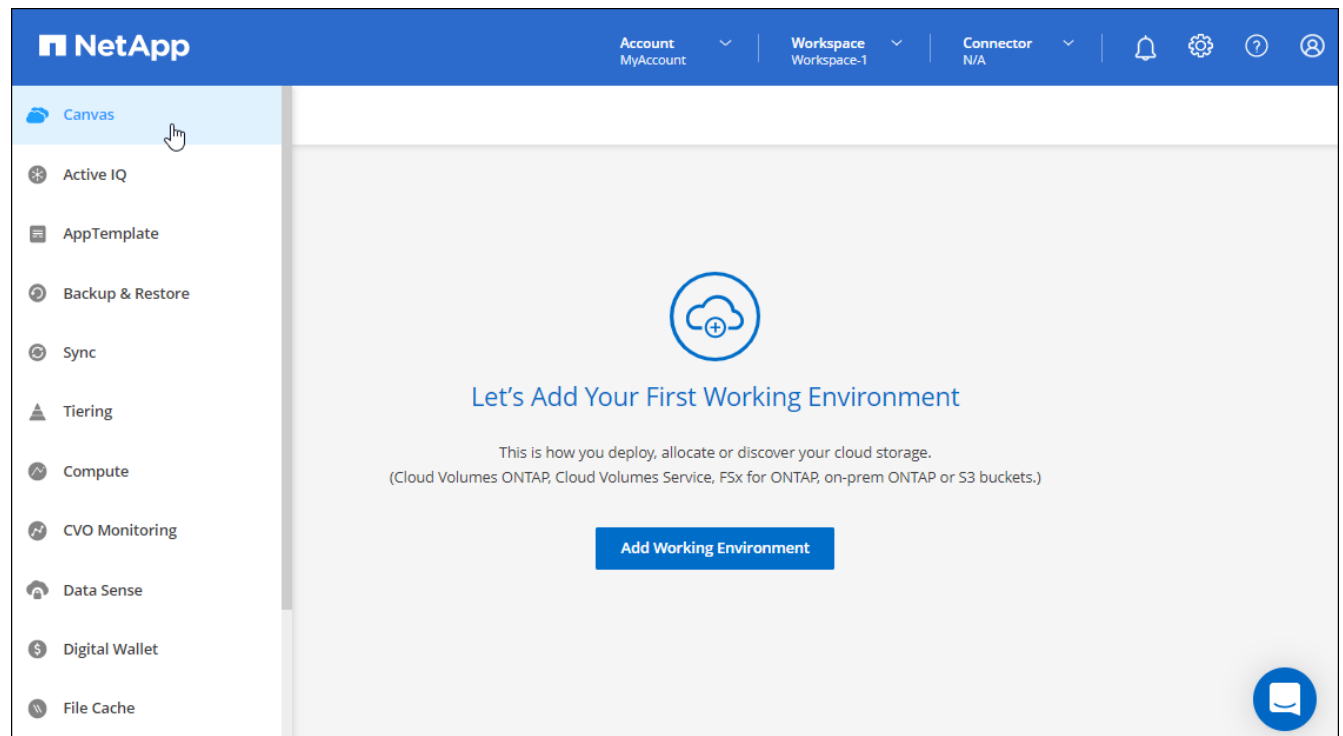 NetApp
Account
MyAccount
Workspace
Workspace-1
Connector
N/A
Canvas
Active IQ
AppTemplate
Backup & Restore
Sync
Tiering
Compute
CVO Monitoring
Data Sense
Digital Wallet
File Cache
Let’s Add Your First Working Environment
This is how you deploy, allocate or discover your cloud storage.
(Cloud Volumes ONTAP, Cloud Volumes Service, FSx for ONTAP, on-prem ONTAP or S3 buckets.)
Add Working Environment